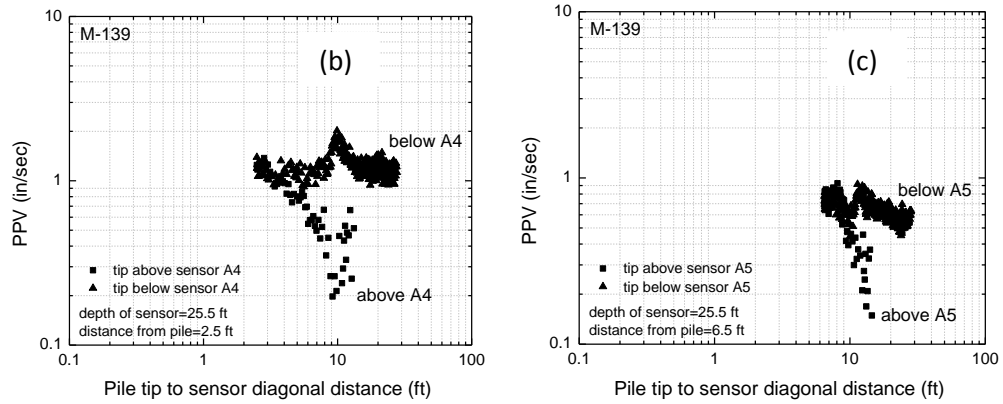 M-139
(b)
10
1
0.1
0.1
1
10
100
PPV (in/sec)
below A4
above A4
tip above sensor A4
tip below sensor A4
depth of sensor=25.5 ft
distance from pile=2.5 ft
Pile tip to sensor diagonal distance (ft)
M-139
(c)
10
1
0.1
0.1
1
10
100
PPV (in/sec)
below A5
above A5
tip above sensor A5
tip below sensor A5
depth of sensor=25.5 ft
distance from pile=6.5 ft
Pile tip to sensor diagonal distance (ft)